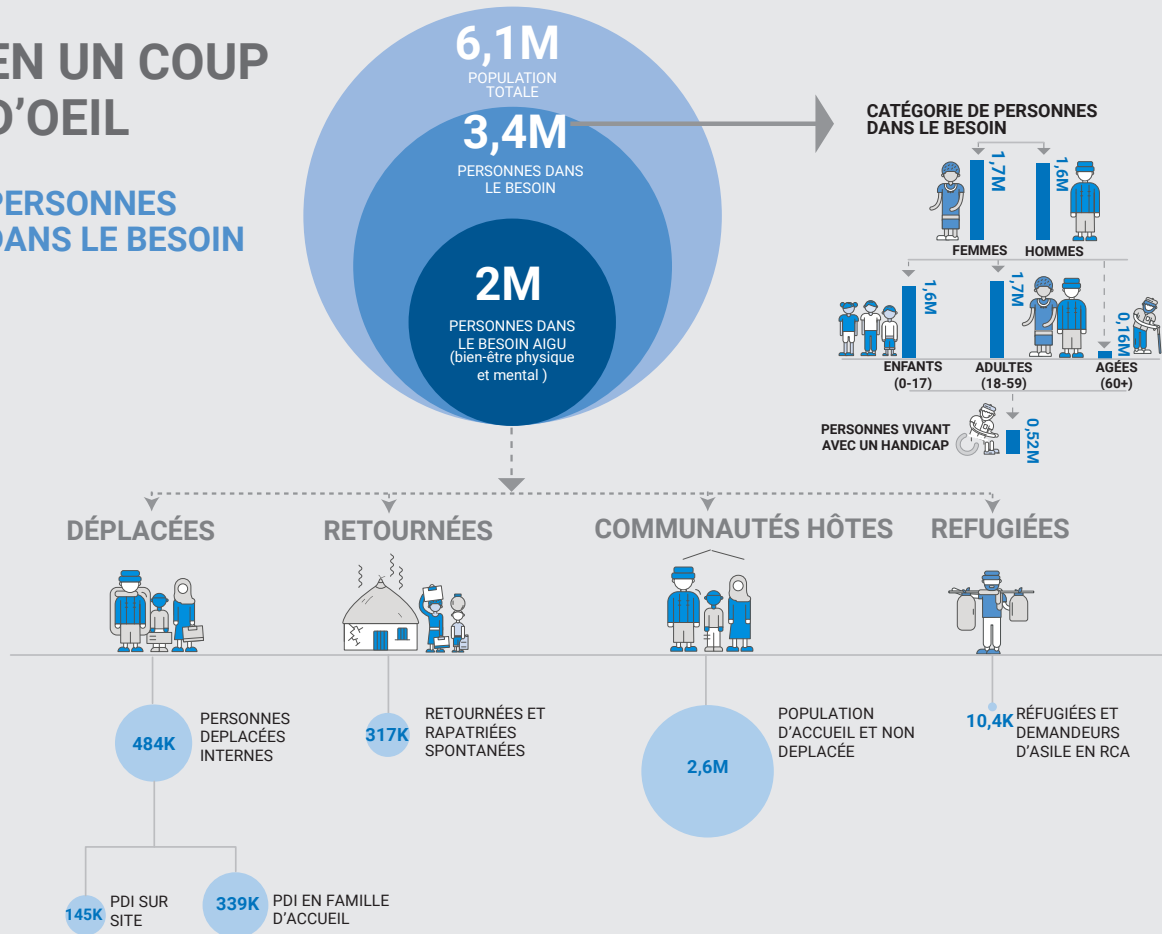 EN UN COUP
D'OEIL
PERSONNES
DANS LE BESOIN
6,1M
POPULATION
TOTALE
3,4M
PERSONNES DANS
LE BESOIN
2M
PERSONNES DANS
LE BESOIN AIGU
(bien-être physique
et mental )
CATÉGORIE DE PERSONNES
DANS LE BESOIN
1,7M
1,6M
FEMMES
HOMMES
1,6M
1,7M
0,16M
ENFANTS
(0-17)
ADULTES
(18-59)
AGÉES
(60+)
PERSONNES VIVANT
AVEC UN HANDICAP
0,52M
DÉPLACÉES
RETOURNÉES
COMMUNAUTÉS HÔTES
REFUGIÉES
484K
PERSONNES
DEPLACÉES
INTERNES
317K
RETOURNÉES ET
RAPATRIÉES
SPONTANÉES
2,6M
POPULATION
D'ACCUEIL ET NON
DEPLACÉE
10,4K
RÉFUGIÉES ET
DEMANDEURS
D'ASILE EN RCA
145K
PDI SUR
SITE
339K
PDI EN FAMILLE
D'ACCUEIL